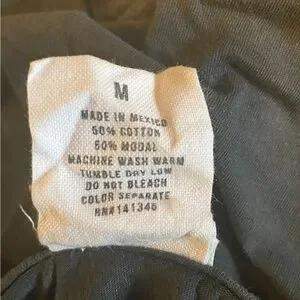 M
MADE IN MEXICO
50% COTTON
50% MODAL
MACHINE WASH WARM
TUMBLE DRY LOW
DO NOT BLEACH
COLOR SEPARATE
RN#141346